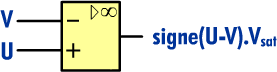 V
U
−
+
▷∞
signe(U-V).Vsat